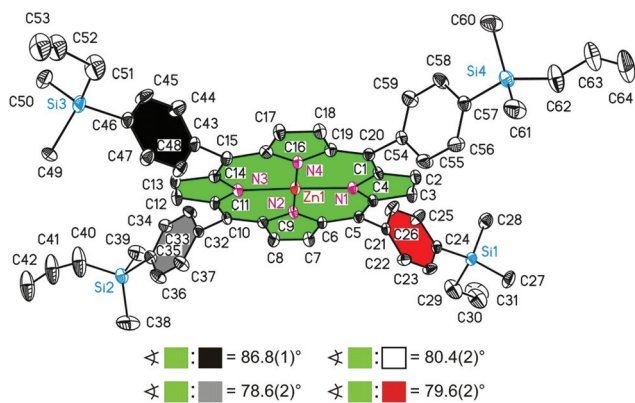 C53
C52
C51
C50
Si3
C45
C44
C46
C43
C49
C47
C48
C15
C17
C18
C16
C19
C20
N4
C14
N3
C13
C12
C11
Zn1
N2
N1
C1
C4
C2
C3
C9
C10
C8
C7
C6
C5
C60
Si4
C58
C59
C57
C61
C62
C63
C64
C54
C55
C56
C34
C33
C32
C35
C37
C36
C39
C40
C41
C42
Si2
C38
C21
C26
C25
C24
C22
C23
C28
Si1
C27
C29
C30
C31
∢ : = 86.8(1)° ∢ : = 80.4(2)°
∢ : = 78.6(2)° ∢ : = 79.6(2)°